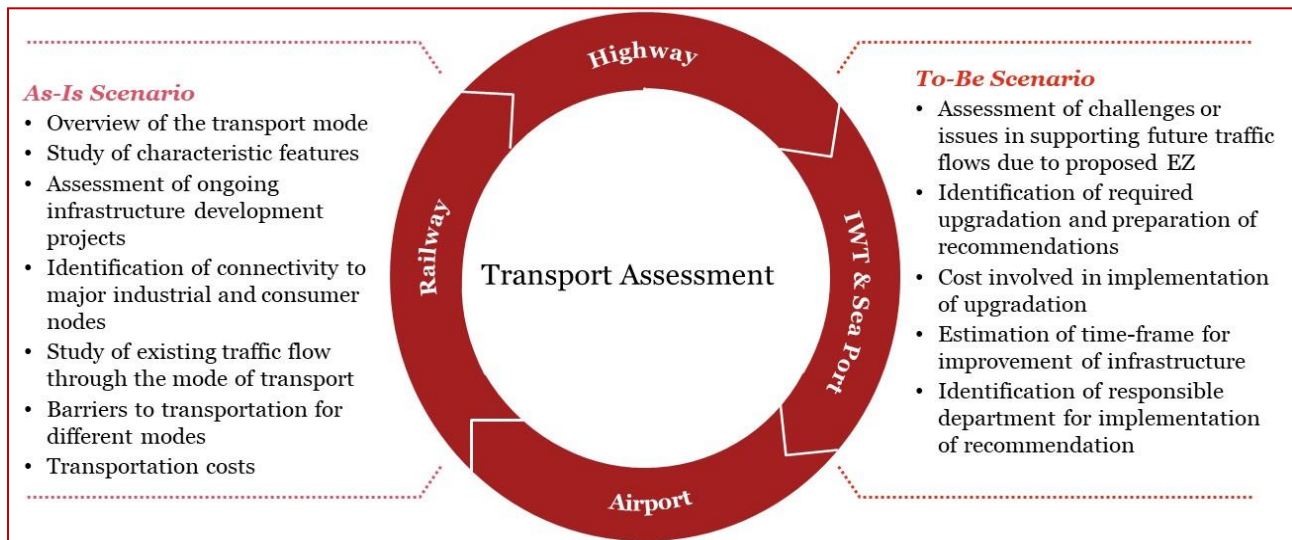 Highway
As-Is Scenario
• Overview of the transport mode
• Study of characteristic features
• Assessment of ongoing
infrastructure development
projects
• Identification of connectivity to
major industrial and consumer
nodes
• Study of existing traffic flow
through the mode of transport
• Barriers to transportation for
different modes
• Transportation costs
Railway
Transport Assessment
IWT & Sea Port
Airport
To-Be Scenario
• Assessment of challenges or
issues in supporting future traffic
flows due to proposed EZ
• Identification of required
upgradation and preparation of
recommendations
• Cost involved in implementation
of upgradation
• Estimation of time-frame for
improvement of infrastructure
• Identification of responsible
department for implementation
of recommendation